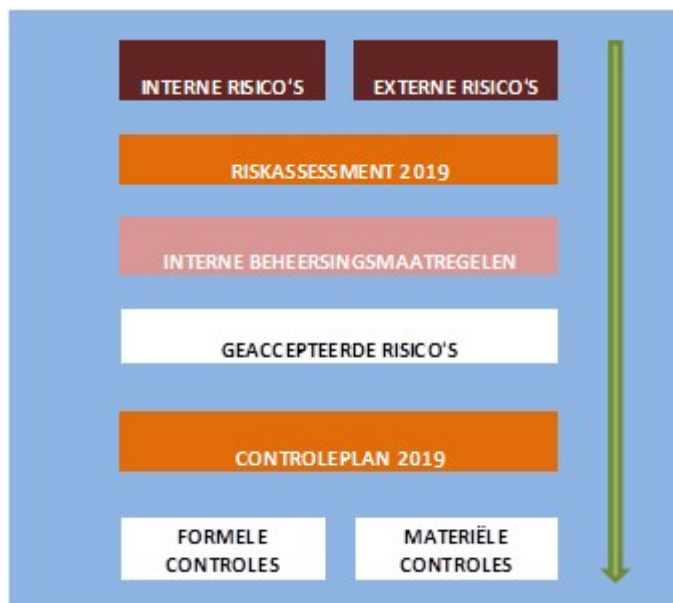 INTERNE RISICO'S
EXTERNE RISICO'S
RISKASSESSMENT 2019
INTERNE BEHEERSINGSMAATREGELEN
GEACCEPTEERDE RISICO'S
CONTROLEPLAN 2019
FORMELE
CONTROLES
MATERIËLE
CONTROLES